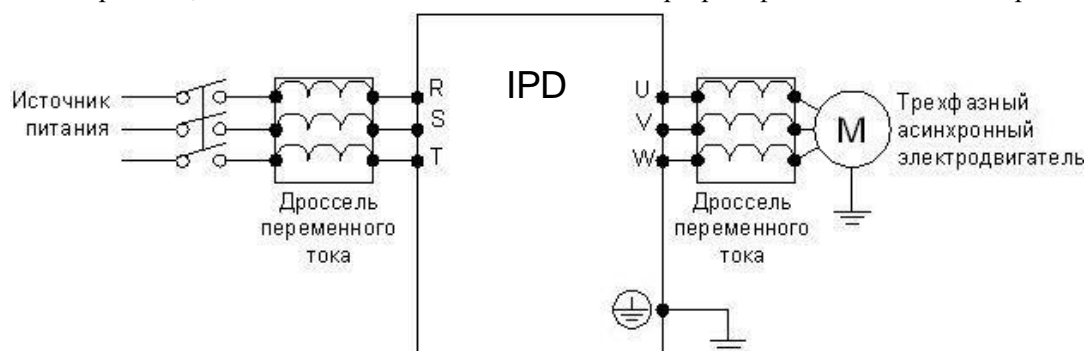 IPD
Источник
питания
R
S
T
U
V
W
М
Трехфазный
асинхронный
электродвигатель
Дроссель
переменного
тока
Дроссель
переменного
тока